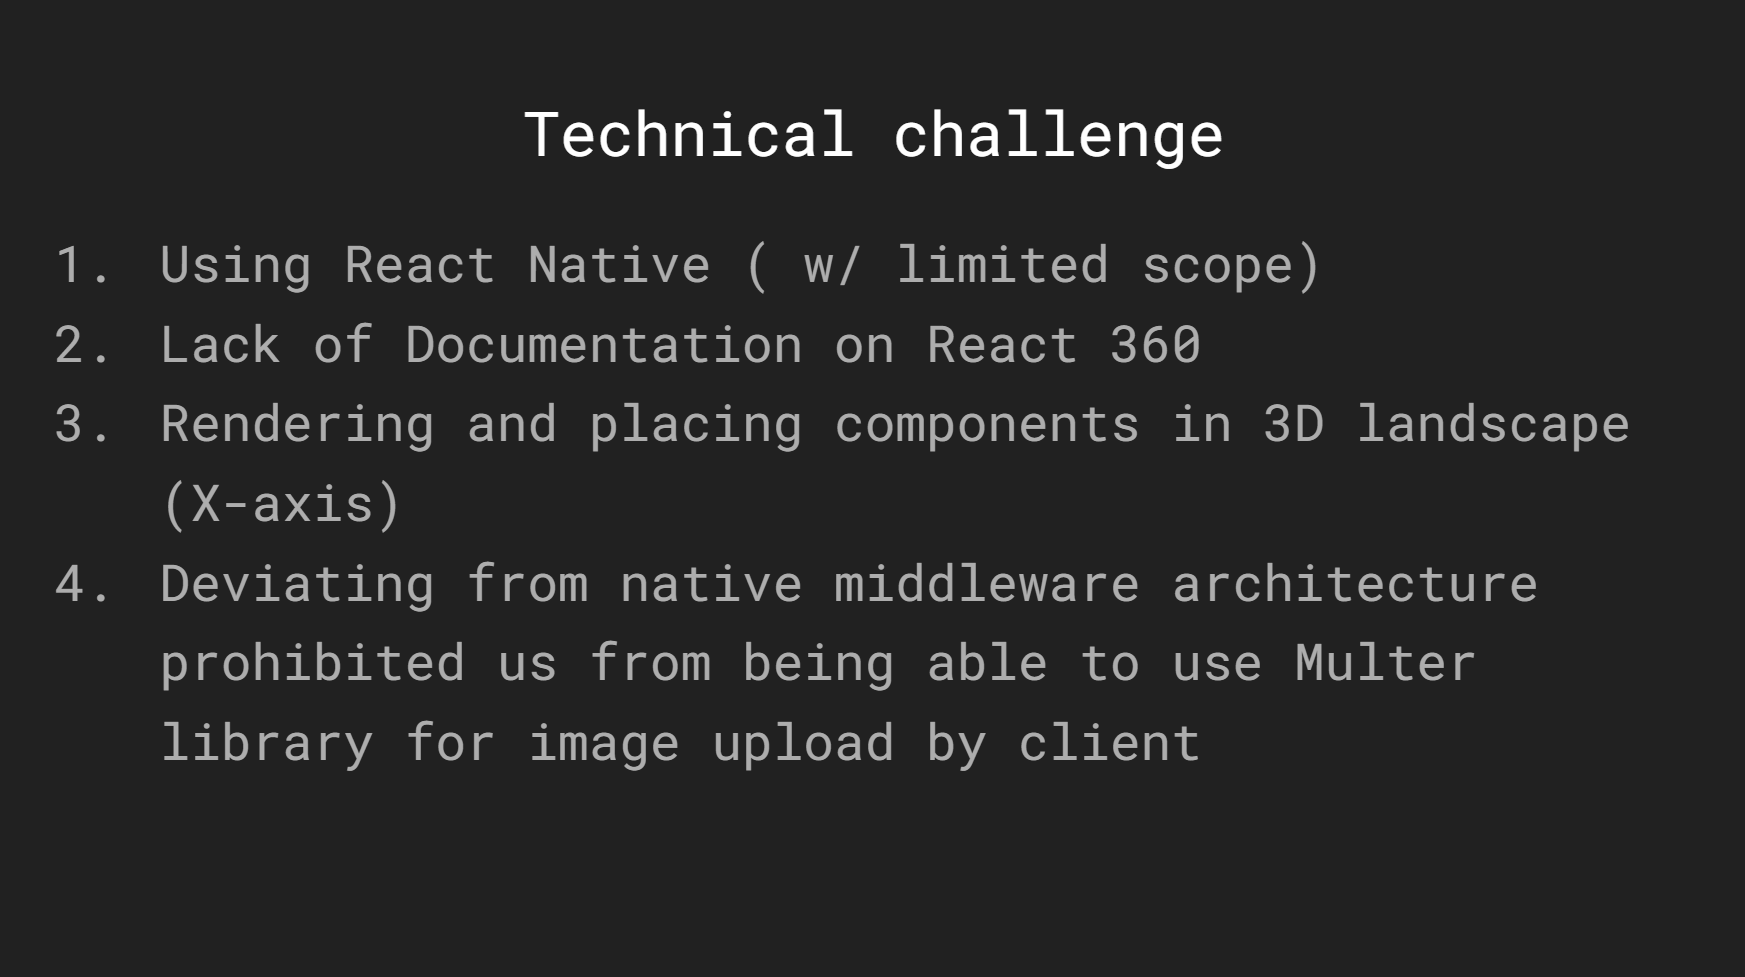 Technical challenge
1. Using React Native ( w/ limited scope)
2. Lack of Documentation on React 360
3. Rendering and placing components in 3D landscape
(X-axis)
4. Deviating from native middleware architecture
prohibited us from being able to use Multer
library for image upload by client